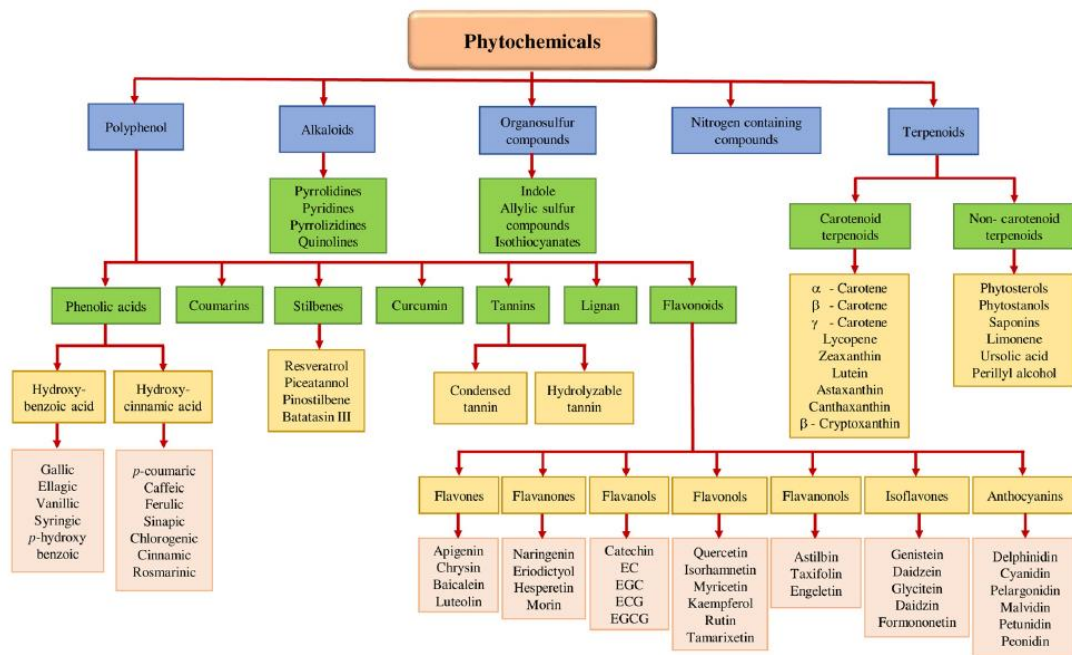 Phytochemicals
Polyphenol
Alkaloids
Organosulfur
compounds
Nitrogen containing
compounds
Terpenoids
Pyrrolidines
Pyridines
Pyrrolizidines
Quinolines
Indole
Allylic sulfur
compounds
Isothiocyanates
Carotenoid
terpenoids
Non- carotenoid
terpenoids
Phenolic acids
Coumarins
Stilbenes
Curcumin
Tannins
Lignan
Flavonoids
α - Carotene
β - Carotene
γ - Carotene
Lycopene
Zeaxanthin
Lutein
Astaxanthin
Canthaxanthin
β - Cryptoxanthin
Phytosterols
Phytostanols
Saponins
Limonene
Ursolic acid
Perillyl alcohol
Hydroxy-
benzoic acid
Hydroxy-
cinnamic acid
Resveratrol
Piceatannol
Pinostilbene
Batatasin III
Condensed
tannin
Hydrolyzable
tannin
Gallic
Ellagic
Vanillic
Syringic
p-hydroxy
benzoic
p-coumaric
Caffeic
Ferulic
Sinapic
Chlorogenic
Cinnamic
Rosmarinic
Flavones
Flavanones
Flavanols
Flavonols
Flavanonols
Isoflavones
Anthocyanins
Apigenin
Chrysin
Baicalein
Luteolin
Naringenin
Eriodictyol
Hesperetin
Morin
Catechin
EC
EGC
ECG
EGCG
Quercetin
Isorhamnetin
Myricetin
Kaempferol
Rutin
Tamarixetin
Astilbin
Taxifolin
Engeletin
Genistein
Daidzein
Glycitein
Daidzin
Formononetin
Delphinidin
Cyanidin
Pelargonidin
Malvidin
Petunidin
Peonidin